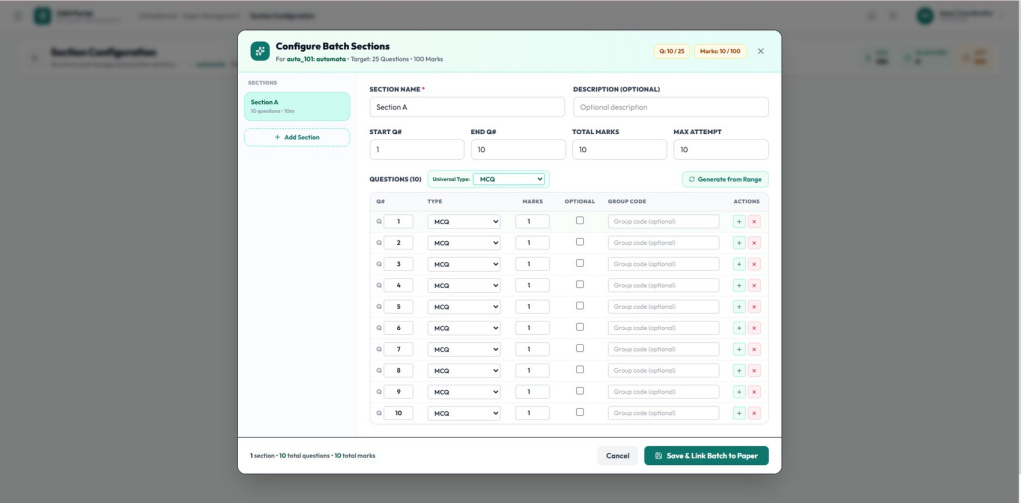 Section Configuration
Configure Batch Sections
For auto_101: automata • Target: 25 Questions • 100 Marks
Q: 10 / 25
Marks: 10 / 100
SECTIONS
Section A
10 questions • 10m
+ Add Section
SECTION NAME *
DESCRIPTION (OPTIONAL)
Section A
Optional description
START Q#
END Q#
TOTAL MARKS
MAX ATTEMPT
1
10
10
10
QUESTIONS (10)
Universal Type:
MCQ
Generate from Range
Q# TYPE MARKS OPTIONAL GROUP CODE ACTIONS
Q 1 MCQ 1 Group code (optional) + ×
Q 2 MCQ 1 Group code (optional) + ×
Q 3 MCQ 1 Group code (optional) + ×
Q 4 MCQ 1 Group code (optional) + ×
Q 5 MCQ 1 Group code (optional) + ×
Q 6 MCQ 1 Group code (optional) + ×
Q 7 MCQ 1 Group code (optional) + ×
Q 8 MCQ 1 Group code (optional) + ×
Q 9 MCQ 1 Group code (optional) + ×
Q 10 MCQ 1 Group code (optional) + ×
1 section • 10 total questions • 10 total marks
Cancel
Save & Link Batch to Paper